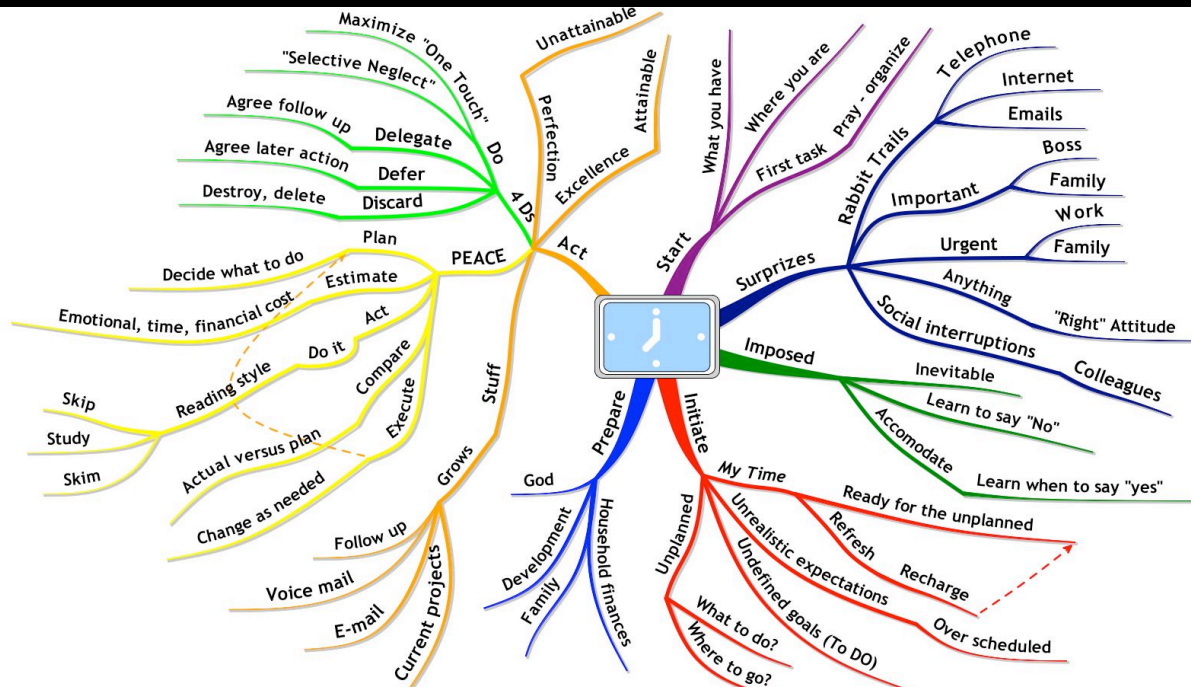 Start
What you have
Where you are
First task
Pray - organize
Surprizes
Rabbit Trails
Telephone
Internet
Emails
Important
Boss
Family
Urgent
Work
Family
Anything
"Right" Attitude
Social interruptions
Colleagues
Imposed
Inevitable
Learn to say "No"
Accomodate
Learn when to say "yes"
Initiate
My Time
Ready for the unplanned
Refresh
Recharge
Unrealistic expectations
Over scheduled
Undefined goals (To DO)
Unplanned
What to do?
Where to go?
Prepare
God
Development
Family
Household finances
Act
Perfection
Unattainable
Excellence
Attainable
4 Ds
Do
Maximize "One Touch"
"Selective Neglect"
Delegate
Agree follow up
Defer
Agree later action
Discard
Destroy, delete
PEACE
Plan
Decide what to do
Estimate
Emotional, time, financial cost
Act
Do it
Reading style
Skip
Study
Skim
Compare
Actual versus plan
Execute
Change as needed
Stuff
Grows
Follow up
Voice mail
E-mail
Current projects